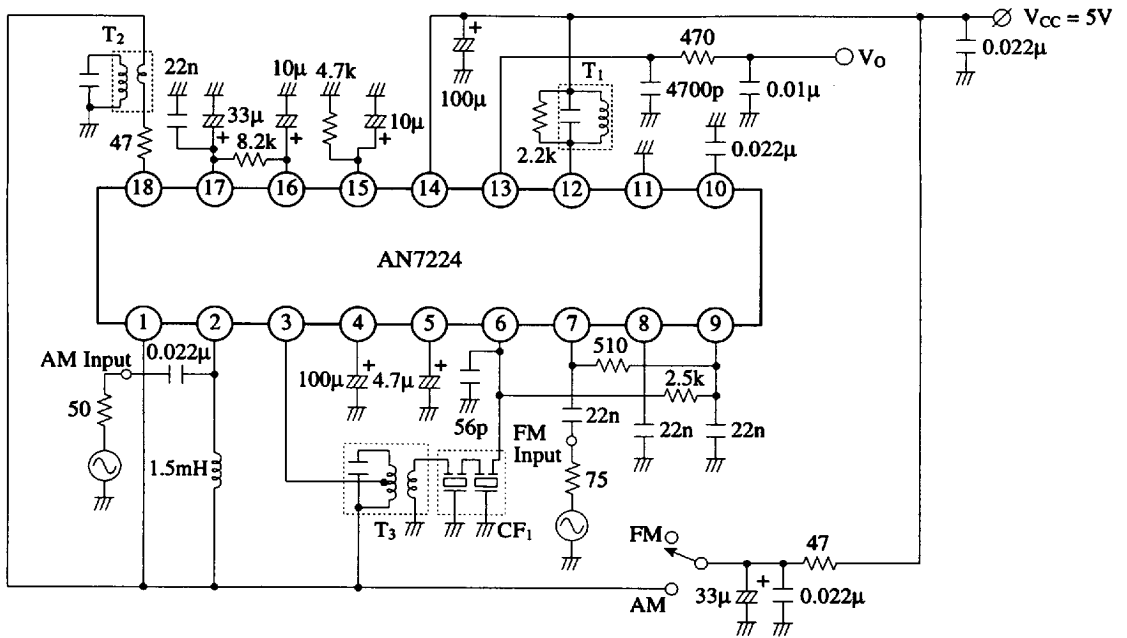 T2
22n
33μ
8.2k
10μ
4.7k
10μ
100μ
T1
2.2k
470
VO
4700p
0.01μ
0.022μ
VCC = 5V
0.022μ
47
18
17
16
15
14
13
12
11
10
AN7224
1
2
3
4
5
6
7
8
9
AM Input
0.022μ
50
1.5mH
100μ
4.7μ
56p
510
2.5k
22n
22n
22n
FM
Input
75
T3
CF1
FM
AM
47
33μ
0.022μ
+
+
+
+
+
+
+
+